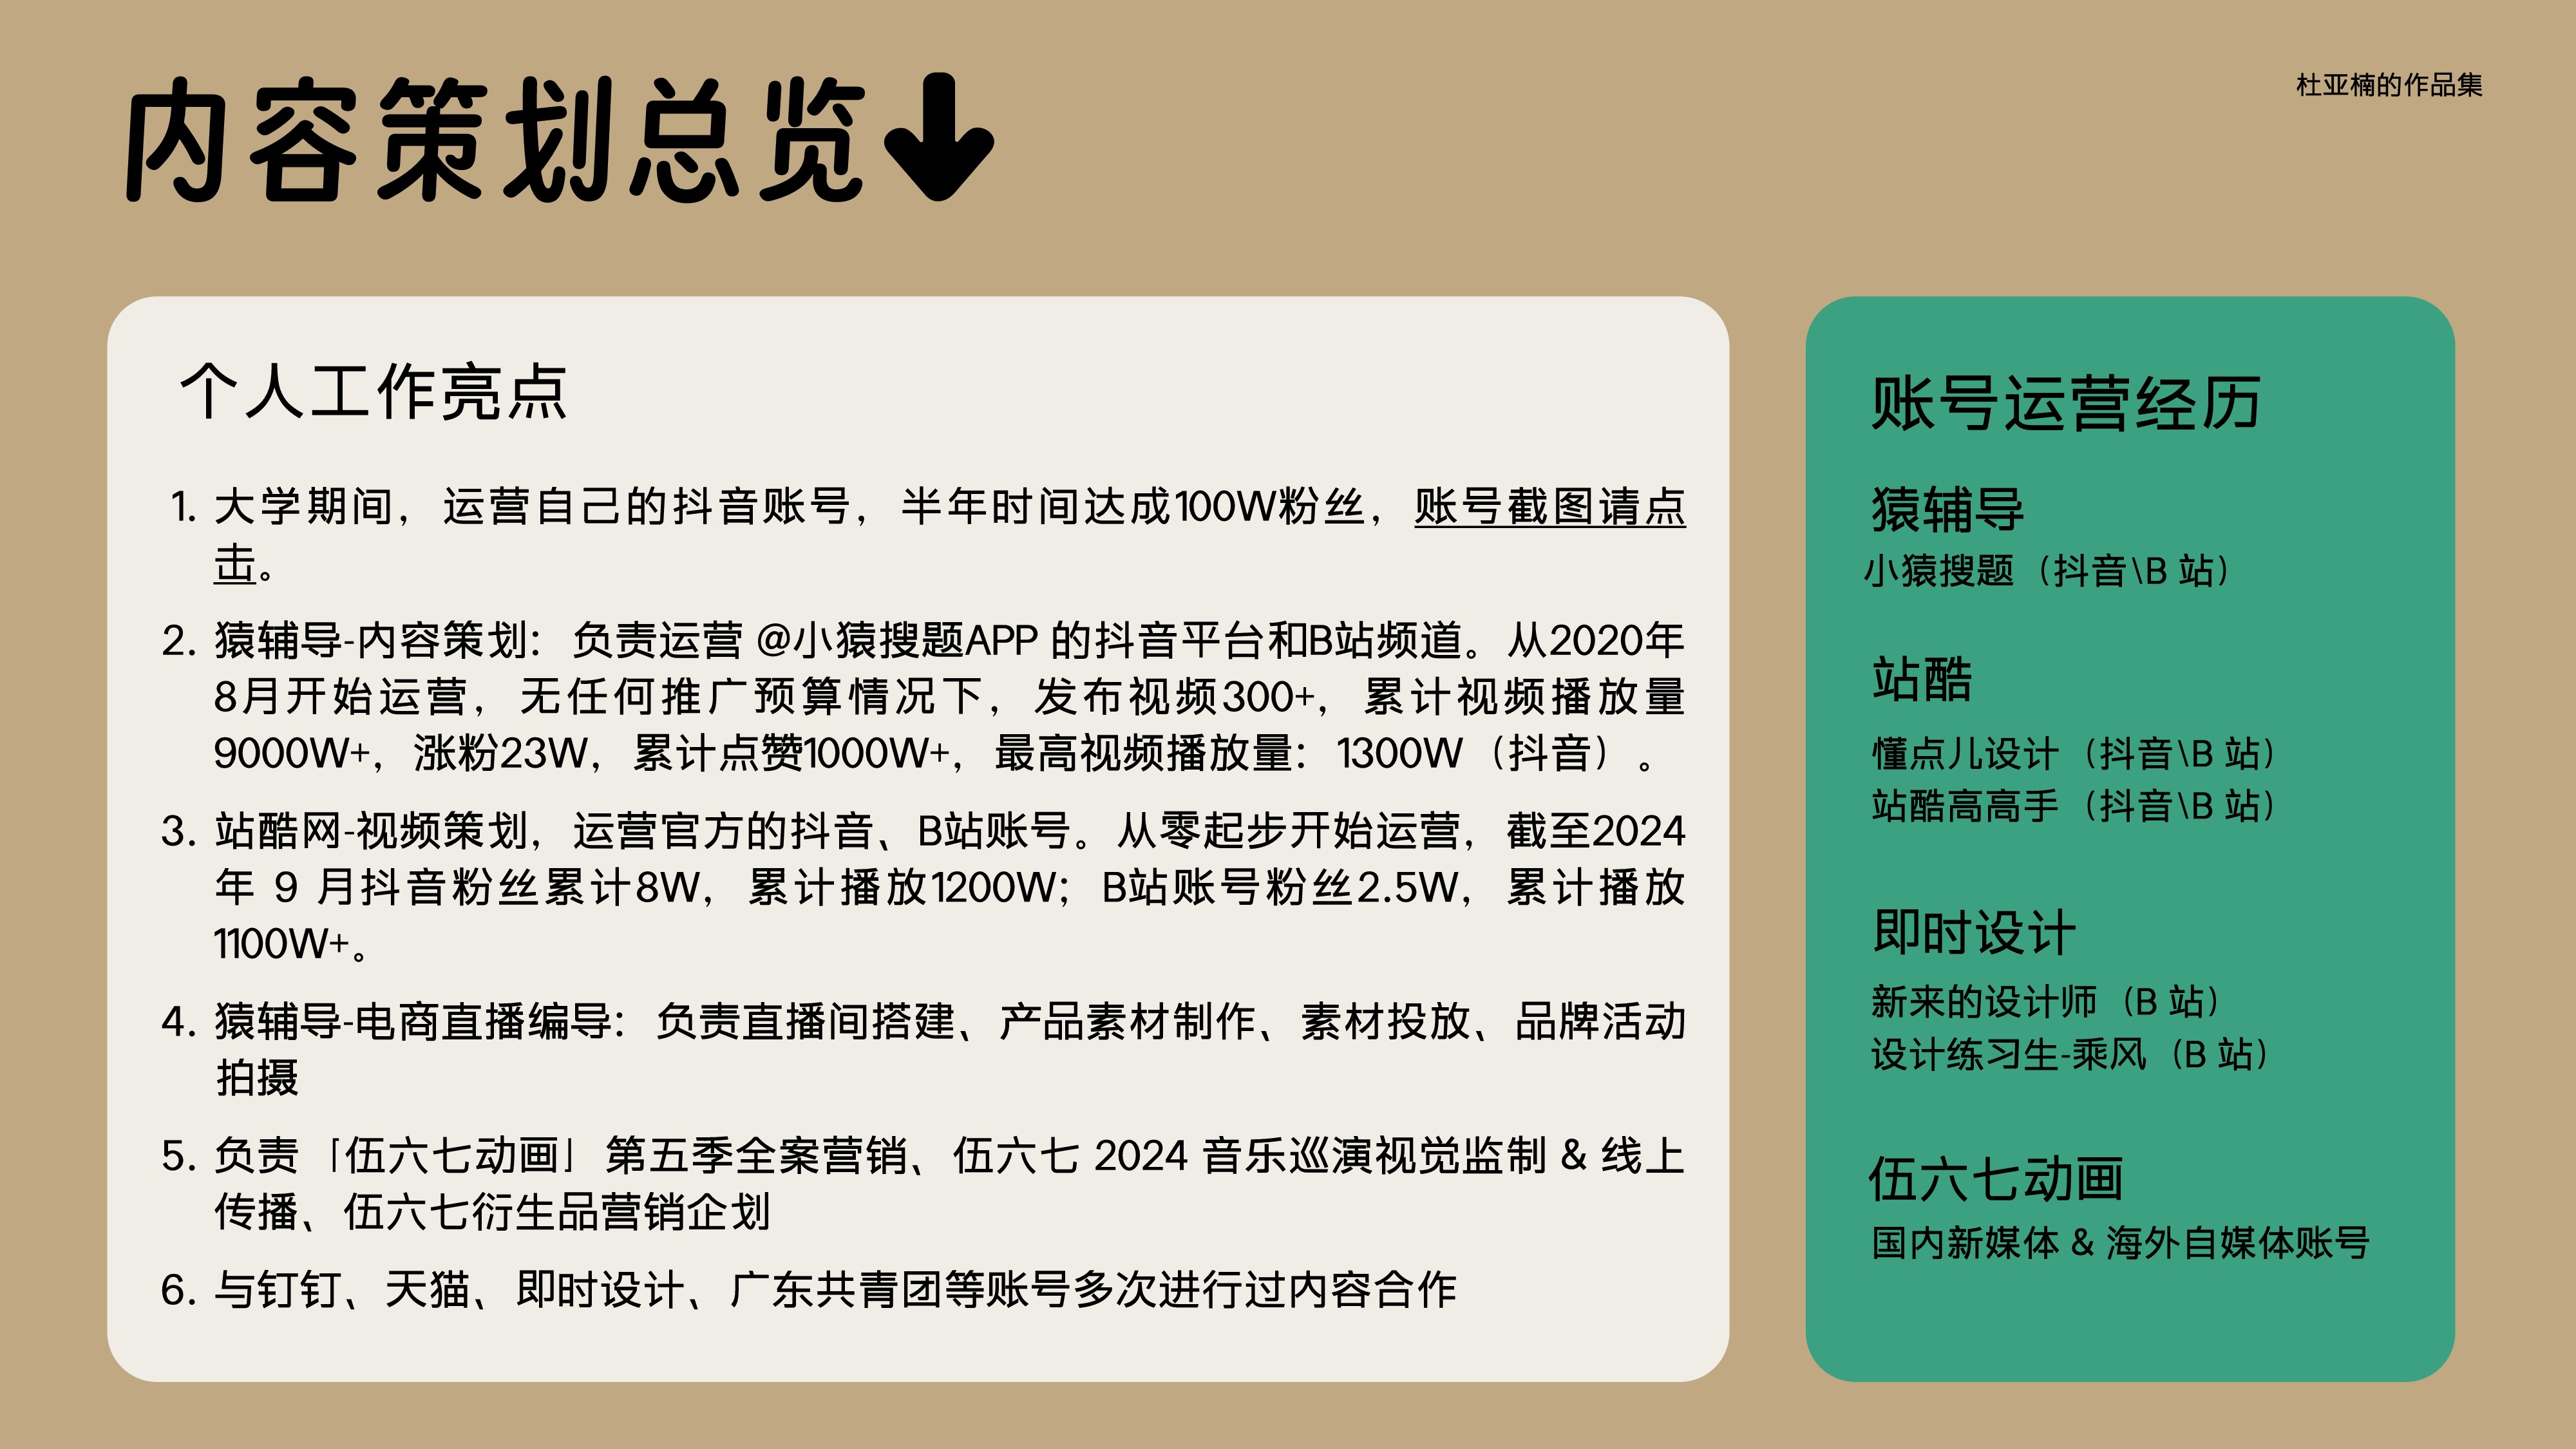 内容策划总览
杜亚楠的作品集
个人工作亮点
1. 大学期间，运营自己的抖音账号，半年时间达成100W粉丝，账号截图请点
击。
2. 猿辅导-内容策划：负责运营 @小猿搜题APP 的抖音平台和B站频道。从2020年
8月开始运营，无任何推广预算情况下，发布视频300+，累计视频播放量
9000W+，涨粉23W，累计点赞1000W+，最高视频播放量：1300W（抖音）。
3. 站酷网-视频策划，运营官方的抖音、B站账号。从零起步开始运营，截至2024
年 9 月抖音粉丝累计8W，累计播放1200W；B站账号粉丝2.5W，累计播放
1100W+。
4. 猿辅导-电商直播编导：负责直播间搭建、产品素材制作、素材投放、品牌活动
拍摄
5. 负责「伍六七动画」第五季全案营销、伍六七 2024 音乐巡演视觉监制 & 线上
传播、伍六七衍生品营销企划
6. 与钉钉、天猫、即时设计、广东共青团等账号多次进行过内容合作
账号运营经历
猿辅导
小猿搜题（抖音\B 站）
站酷
懂点儿设计（抖音\B 站）
站酷高高手（抖音\B 站）
即时设计
新来的设计师（B 站）
设计练习生-乘风（B 站）
伍六七动画
国内新媒体 & 海外自媒体账号